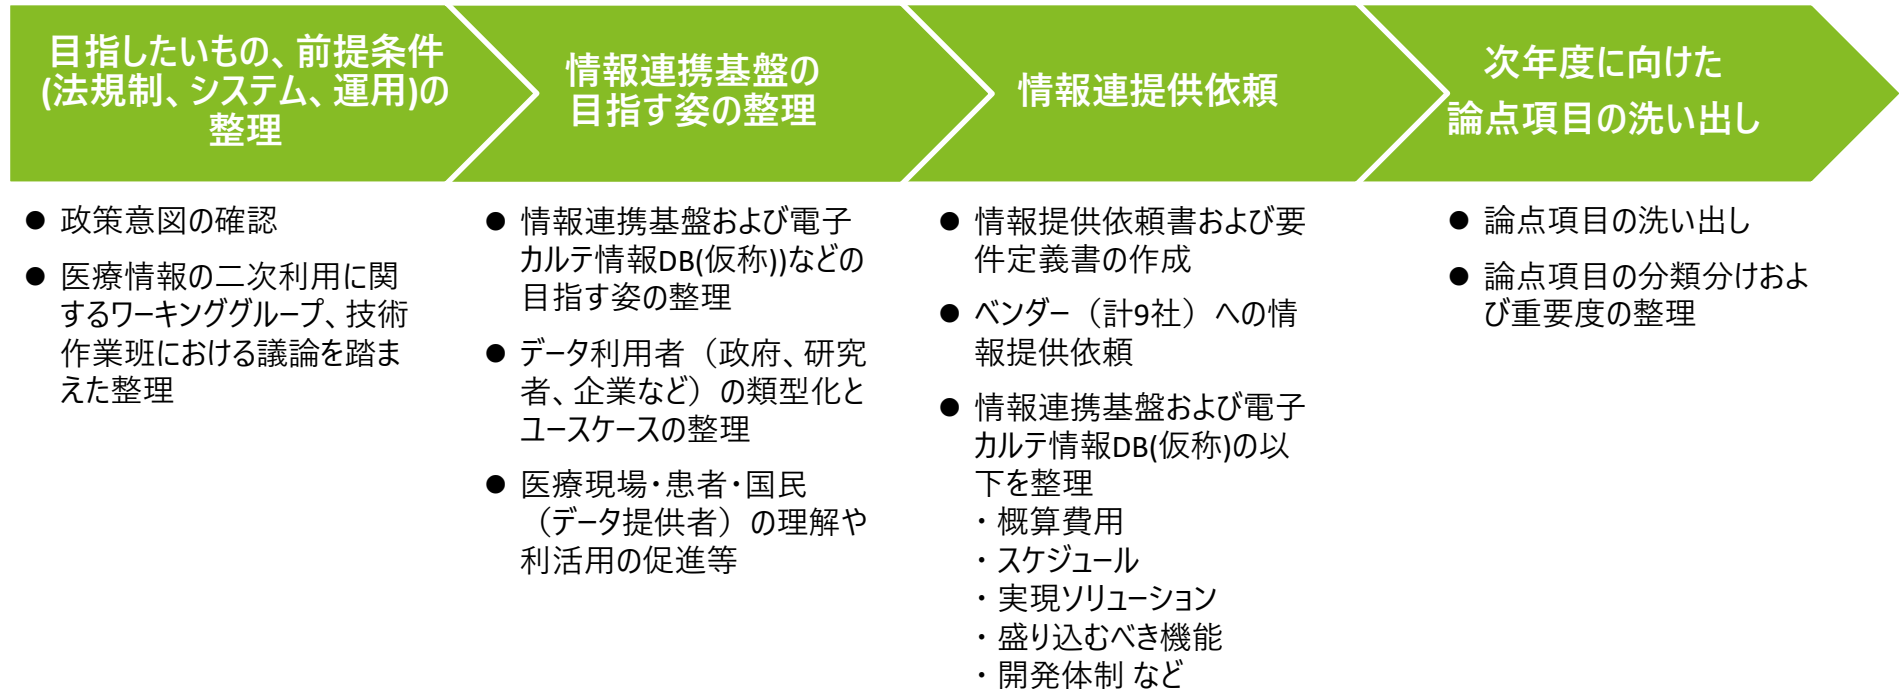 目指したいもの、前提条件
(法規制、システム、運用)の
整理
情報連携基盤の
目指す姿の整理
情報連提供依頼
次年度に向けた
論点項目の洗い出し
● 政策意図の確認
● 医療情報の二次利用に関
するワーキンググループ、技術
作業班における議論を踏ま
えた整理
● 情報連携基盤および電子
カルテ情報DB(仮称))などの
目指す姿の整理
● データ利用者（政府、研究
者、企業など）の類型化と
ユースケースの整理
● 医療現場・患者・国民
（データ提供者）の理解や
利活用の促進等
● 情報提供依頼書および要
件定義書の作成
● ベンダー（計9社）への情
報提供依頼
● 情報連携基盤および電子
カルテ情報DB(仮称)の以
下を整理
・概算費用
・スケジュール
・実現ソリューション
・盛り込むべき機能
・開発体制 など
● 論点項目の洗い出し
● 論点項目の分類分けおよ
び重要度の整理